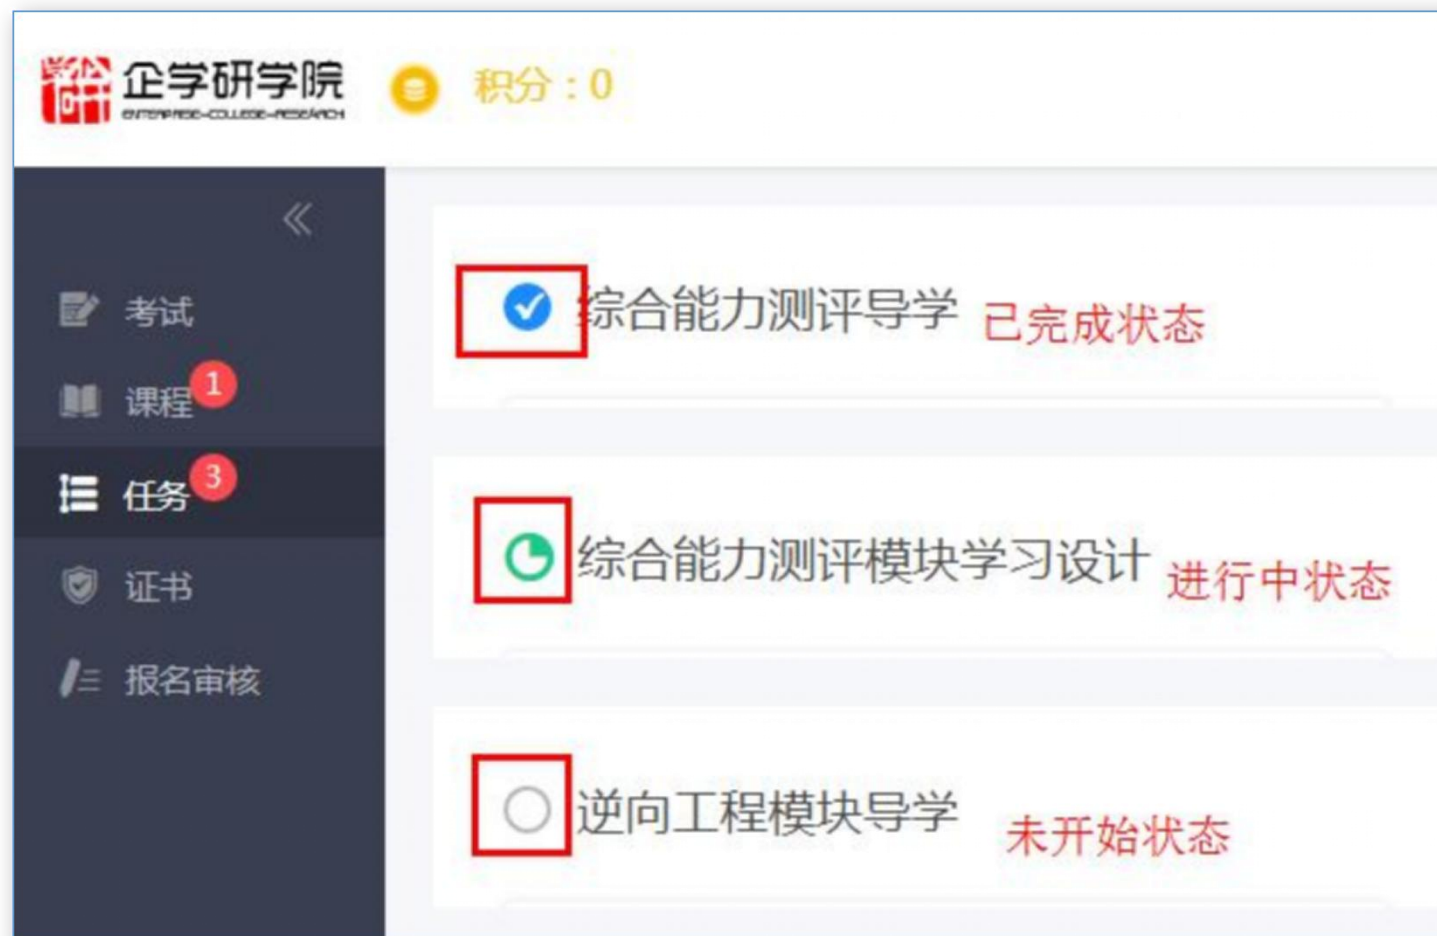 企学研学院
ENTERPRISE-COLLEGE-RESEARCH
积分：0
考试
课程 1
任务 3
证书
报名审核
综合能力测评导学 已完成状态
综合能力测评模块学习设计 进行中状态
逆向工程模块导学 未开始状态